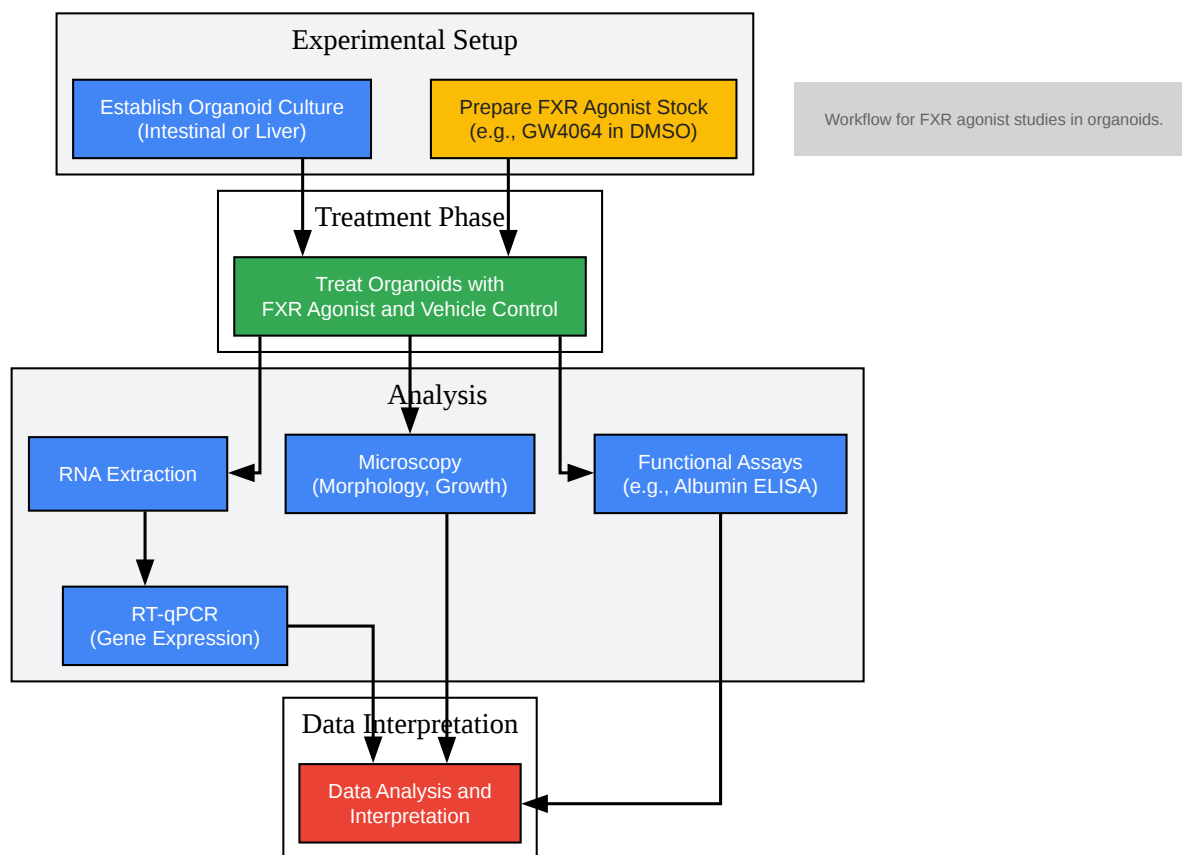 Experimental Setup
Establish Organoid Culture
(Intestinal or Liver)
Prepare FXR Agonist Stock
(e.g., GW4064 in DMSO)
Workflow for FXR agonist studies in organoids.
Treatment Phase
Treat Organoids with
FXR Agonist and Vehicle Control
Analysis
RNA Extraction
Microscopy
(Morphology, Growth)
Functional Assays
(e.g., Albumin ELISA)
RT-qPCR
(Gene Expression)
Data Interpretation
Data Analysis and
Interpretation